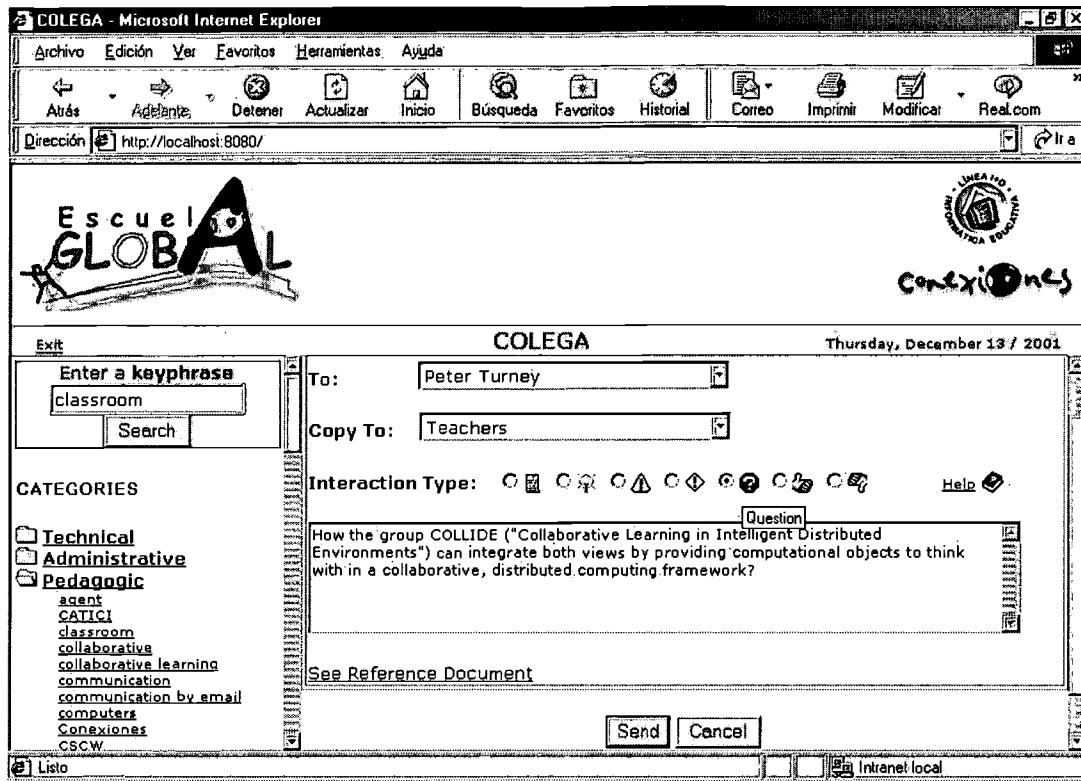 COLEGA - Microsoft Internet Explorer
Archivo Edición Ver Favoritos Herramientas Ayuda
Atrás Adelante Detener Actualizar Inicio Búsqueda Favoritos Historial Correo Imprimir Modificar Real.com
Dirección http://localhost:8080/ Ir a
Escuel
GLOBAL
LÍNEA I+D
INFORMÁTICA EDUCATIVA
conexiones
Exit COLEGA Thursday, December 13 / 2001
Enter a keyphrase
classroom
Search
CATEGORIES
Technical
Administrative
Pedagogic
agent
CATICI
classroom
collaborative
collaborative learning
communication
communication by email
computers
Conexiones
CSCW
To: Peter Turney
Copy To: Teachers
Interaction Type: Help
Question
How the group COLLIDE ("Collaborative Learning in Intelligent Distributed
Environments") can integrate both views by providing computational objects to think
with in a collaborative, distributed computing framework?
See Reference Document
Send Cancel
Listo Intranet local